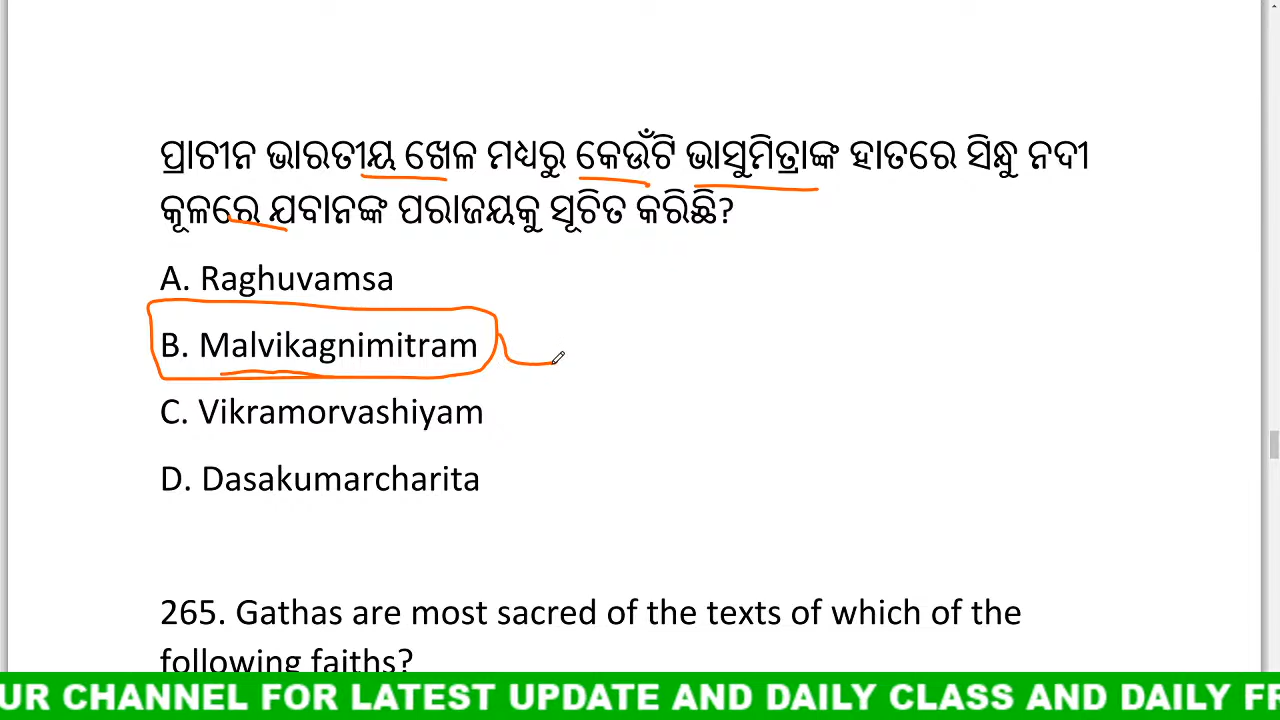 ପ୍ରାଚୀନ ଭାରତୀୟ ଖେଳ ମଧ୍ୟରୁ କେଉଁଟି ଭାସୁମିତ୍ରାଙ୍କ ହାତରେ ସିନ୍ଧୁ ନଦୀ
କୂଳରେ ଯବାନଙ୍କ ପରାଜୟକୁ ସୂଚିତ କରିଛି?
A. Raghuvamsa
B. Malvikagnimitram
C. Vikramorvashiyam
D. Dasakumarcharita
265. Gathas are most sacred of the texts of which of the
following faiths?
UR CHANNEL FOR LATEST UPDATE AND DAILY CLASS AND DAILY FR